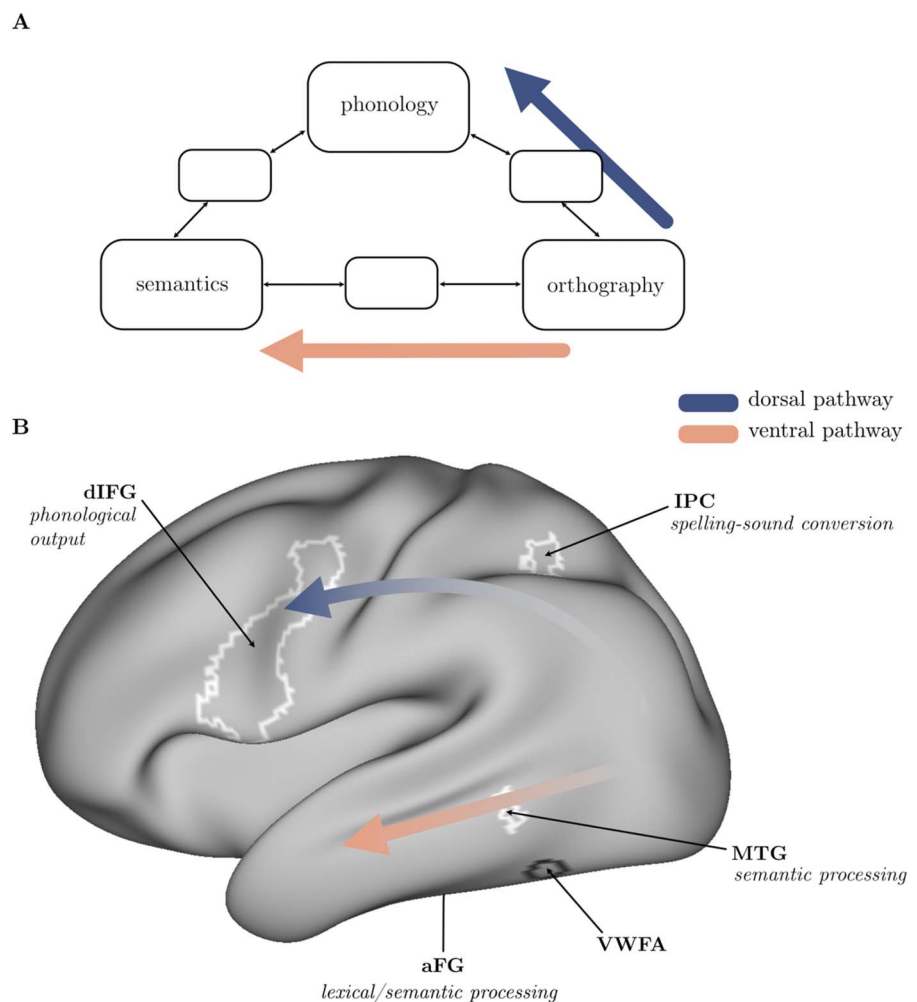 A
phonology
semantics
orthography
dorsal pathway
ventral pathway
B
dIFG
phonological
output
IPC
spelling-sound conversion
MTG
semantic processing
VWFA
aFG
lexical/semantic processing